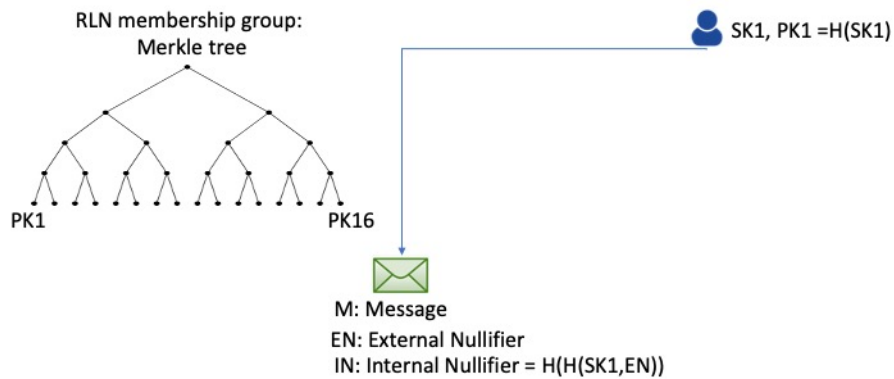 RLN membership group:
Merkle tree
SK1, PK1 =H(SK1)
PK1
PK16
M: Message
EN: External Nullifier
IN: Internal Nullifier = H(H(SK1,EN))